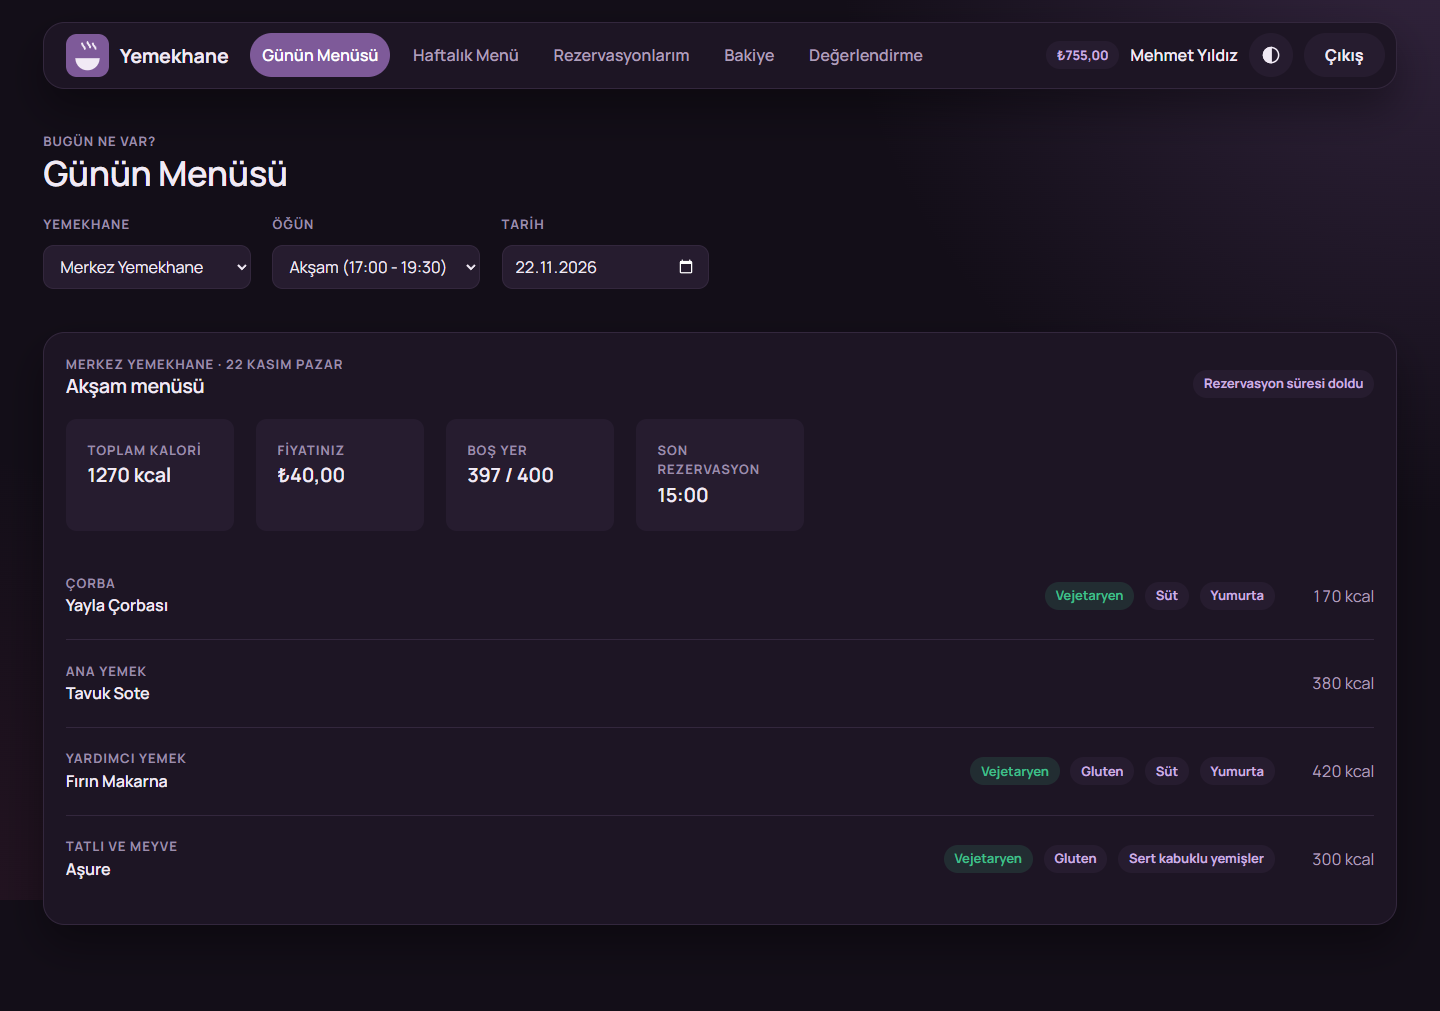 Yemekhane
Günün Menüsü
Haftalık Menü
Rezervasyonlarım
Bakiye
Değerlendirme
₺755,00
Mehmet Yıldız
Çıkış
BUGÜN NE VAR?
Günün Menüsü
YEMEKHANE
ÖĞÜN
TARİH
Merkez Yemekhane
Akşam (17:00 - 19:30)
22.11.2026
MERKEZ YEMEKHANE · 22 KASIM PAZAR
Akşam menüsü
Rezervasyon süresi doldu
TOPLAM KALORİ
1270 kcal
FİYATINIZ
₺40,00
BOŞ YER
397 / 400
SON
REZERVASYON
15:00
ÇORBA
Yayla Çorbası
Vejetaryen
Süt
Yumurta
170 kcal
ANA YEMEK
Tavuk Sote
380 kcal
YARDIMCI YEMEK
Fırın Makarna
Vejetaryen
Gluten
Süt
Yumurta
420 kcal
TATLI VE MEYVE
Aşure
Vejetaryen
Gluten
Sert kabuklu yemişler
300 kcal